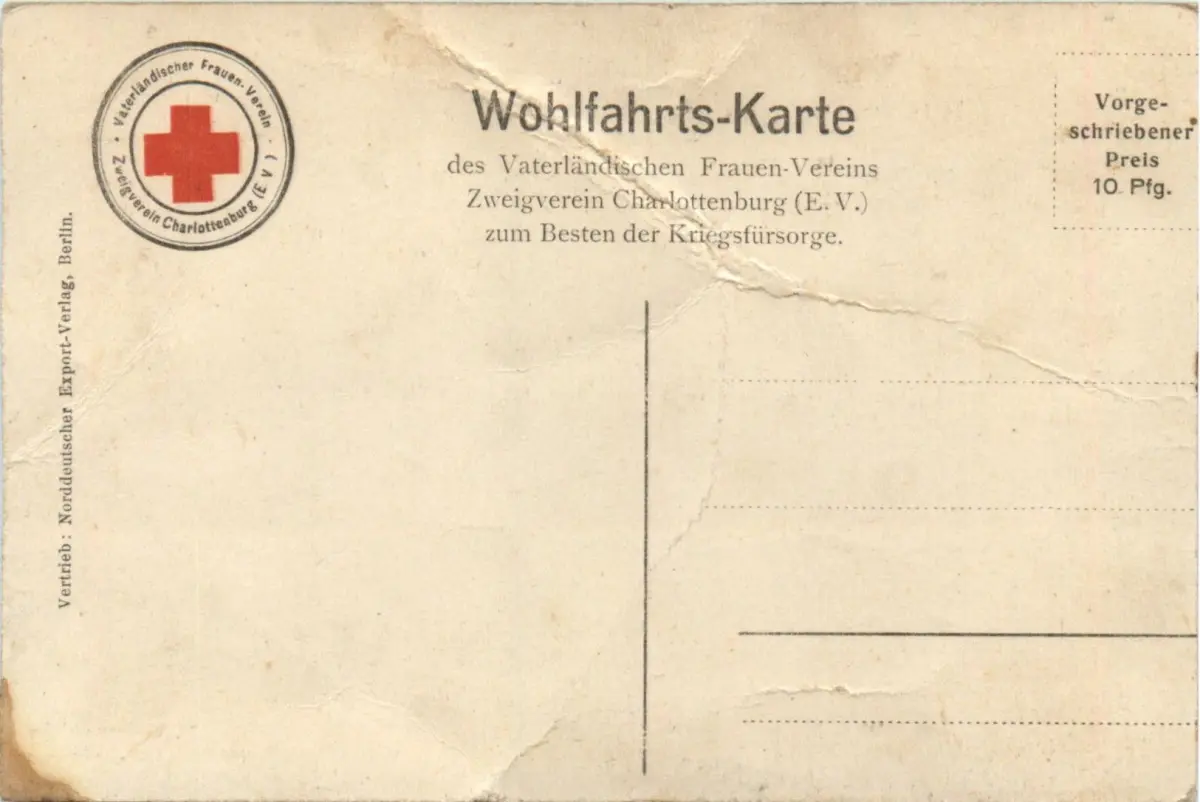 Vaterländischer Frauen-Verein
Zweigverein Charlottenburg (E V)
Wohlfahrts-Karte
des Vaterländischen Frauen-Vereins
Zweigverein Charlottenburg (E. V.)
zum Besten der Kriegsfürsorge.
Vorge-
schriebener
Preis
10 Pfg.
Vertrieb: Norddeutscher Export-Verlag, Berlin.